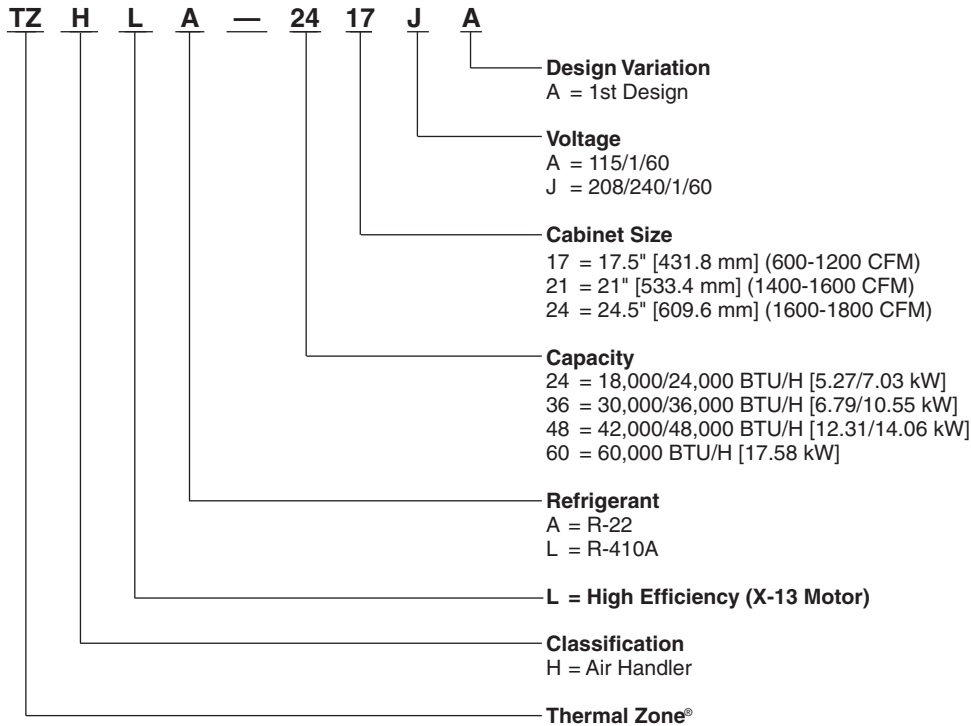 TZ H L A — 24 17 J A
Design Variation
A = 1st Design
Voltage
A = 115/1/60
J = 208/240/1/60
Cabinet Size
17 = 17.5" [431.8 mm] (600-1200 CFM)
21 = 21" [533.4 mm] (1400-1600 CFM)
24 = 24.5" [609.6 mm] (1600-1800 CFM)
Capacity
24 = 18,000/24,000 BTU/H [5.27/7.03 kW]
36 = 30,000/36,000 BTU/H [6.79/10.55 kW]
48 = 42,000/48,000 BTU/H [12.31/14.06 kW]
60 = 60,000 BTU/H [17.58 kW]
Refrigerant
A = R-22
L = R-410A
L = High Efficiency (X-13 Motor)
Classification
H = Air Handler
Thermal Zone®